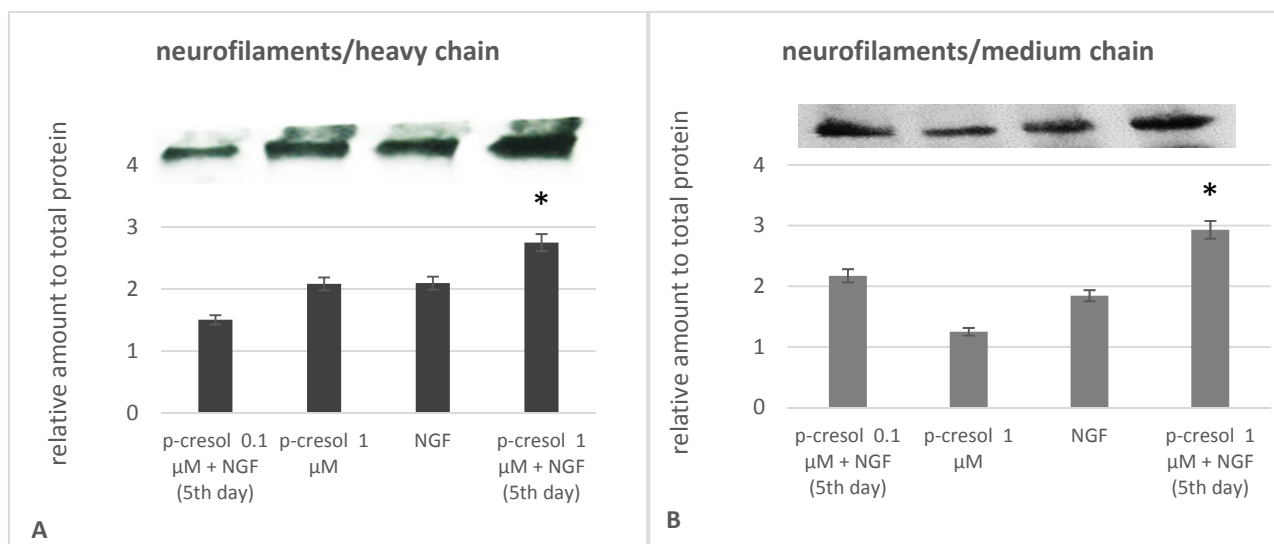 neurofilaments/heavy chain
relative amount to total protein
4
3
2
1
0
*
p-cresol 0.1
µM + NGF
(5th day)
p-cresol 1
µM
NGF
p-cresol 1
µM + NGF
(5th day)
A
neurofilaments/medium chain
relative amount to total protein
4
3
2
1
0
*
p-cresol 0.1
µM + NGF
(5th day)
p-cresol 1
µM
NGF
p-cresol 1
µM + NGF
(5th day)
B